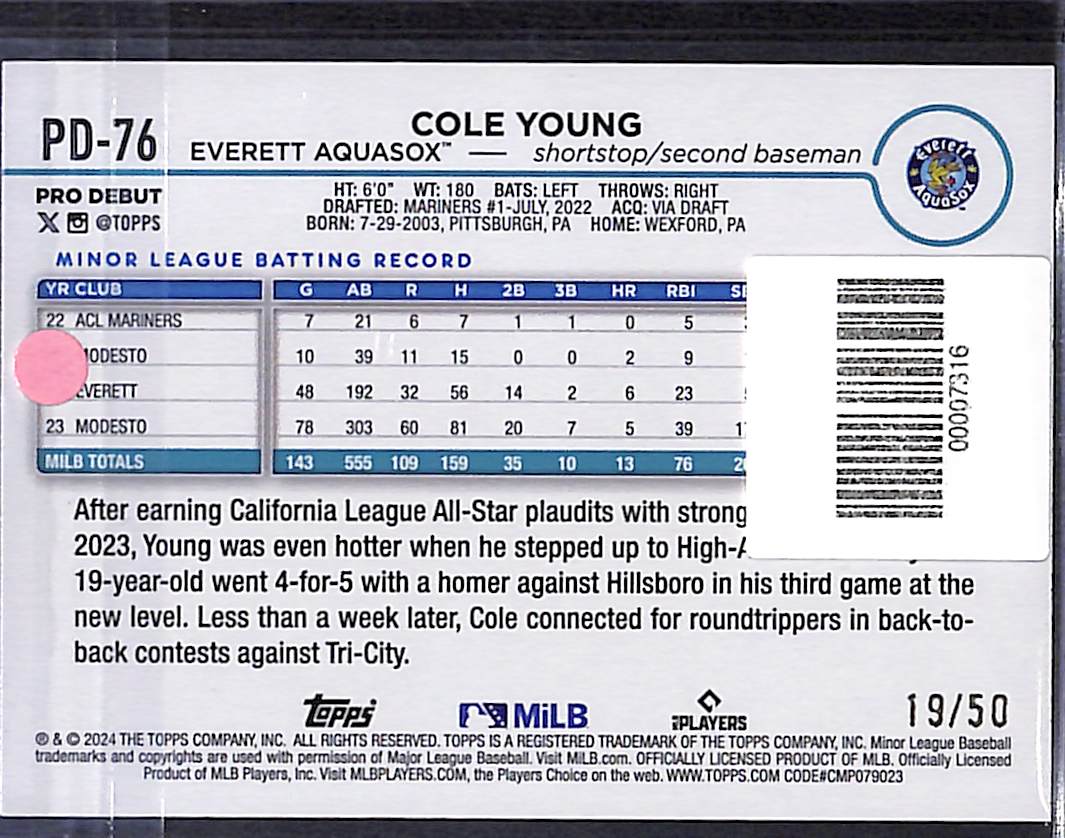 PD-76
COLE YOUNG
EVERETT AQUASOX™ — shortstop/second baseman
Everett AquaSox
PRO DEBUT
@TOPPS
HT: 6'0" WT: 180 BATS: LEFT THROWS: RIGHT
DRAFTED: MARINERS #1-JULY, 2022 ACQ: VIA DRAFT
BORN: 7-29-2003, PITTSBURGH, PA HOME: WEXFORD, PA
MINOR LEAGUE BATTING RECORD
YR CLUB G AB R H 2B 3B HR RBI
22 ACL MARINERS 7 21 6 7 1 1 0 5
MODESTO 10 39 11 15 0 0 2 9
EVERETT 48 192 32 56 14 2 6 23
23 MODESTO 78 303 60 81 20 7 5 39
MILB TOTALS 143 555 109 159 35 10 13 76
00007316
After earning California League All-Star plaudits with strong
2023, Young was even hotter when he stepped up to High-
19-year-old went 4-for-5 with a homer against Hillsboro in his third game at the
new level. Less than a week later, Cole connected for roundtrippers in back-to-
back contests against Tri-City.
Topps MiLB PLAYERS 19/50
® & © 2024 THE TOPPS COMPANY, INC. ALL RIGHTS RESERVED. TOPPS IS A REGISTERED TRADEMARK OF THE TOPPS COMPANY, INC. Minor League Baseball
trademarks and copyrights are used with permission of Major League Baseball. Visit MiLB.com. OFFICIALLY LICENSED PRODUCT OF MLB. Officially Licensed
Product of MLB Players, Inc. Visit MLBPLAYERS.COM, the Players Choice on the web. WWW.TOPPS.COM CODE#CMP079023